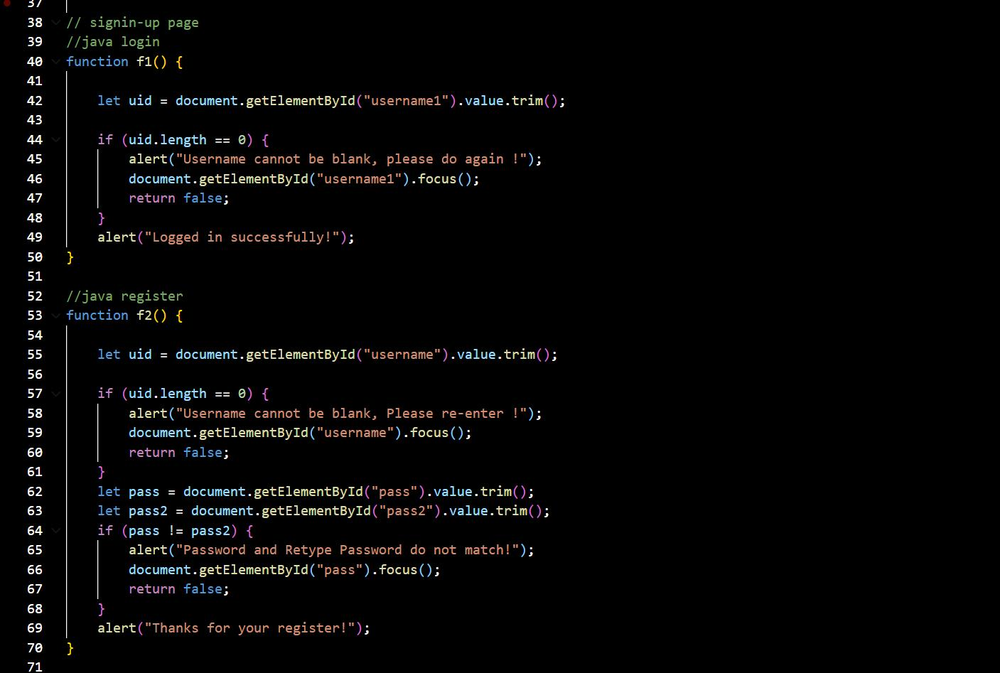 37
38 // signin-up page
39 //java login
40 function f1() {
41
42 let uid = document.getElementById("username1").value.trim();
43
44 if (uid.length == 0) {
45 alert("Username cannot be blank, please do again !");
46 document.getElementById("username1").focus();
47 return false;
48 }
49 alert("Logged in successfully!");
50 }
51
52 //java register
53 function f2() {
54
55 let uid = document.getElementById("username").value.trim();
56
57 if (uid.length == 0) {
58 alert("Username cannot be blank, Please re-enter !");
59 document.getElementById("username").focus();
60 return false;
61 }
62 let pass = document.getElementById("pass").value.trim();
63 let pass2 = document.getElementById("pass2").value.trim();
64 if (pass != pass2) {
65 alert("Password and Retype Password do not match!");
66 document.getElementById("pass").focus();
67 return false;
68 }
69 alert("Thanks for your register!");
70 }
71